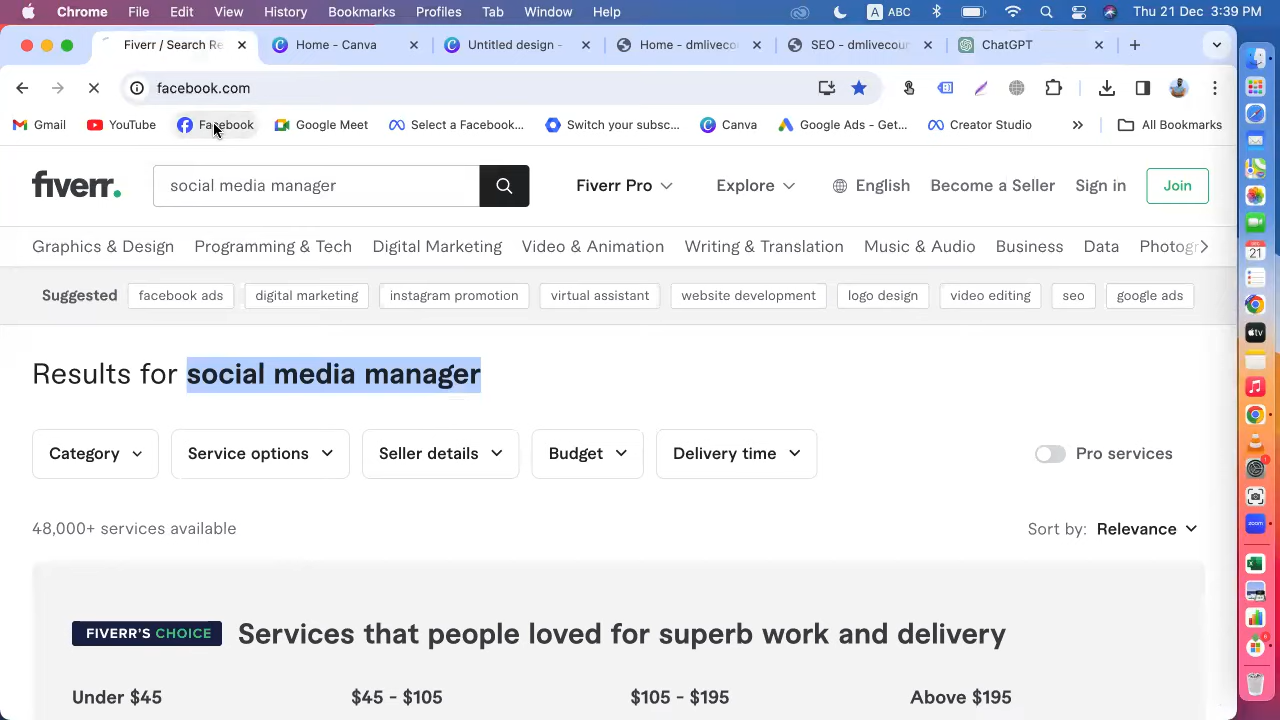 Chrome File Edit View History Bookmarks Profiles Tab Window Help A ABC Thu 21 Dec 3:39 PM
Fiverr / Search Re Home - Canva Untitled design - Home - dmlivecou SEO - dmlivecour ChatGPT
facebook.com
Gmail YouTube Facebook Google Meet Select a Facebook... Switch your subsc... Canva Google Ads - Get... Creator Studio » All Bookmarks
fiverr. social media manager Fiverr Pro Explore English Become a Seller Sign in Join
Graphics & Design Programming & Tech Digital Marketing Video & Animation Writing & Translation Music & Audio Business Data Photogr
Suggested facebook ads digital marketing instagram promotion virtual assistant website development logo design video editing seo google ads
Results for social media manager
Category Service options Seller details Budget Delivery time Pro services
48,000+ services available Sort by: Relevance
FIVERR'S CHOICE Services that people loved for superb work and delivery
Under $45 $45 - $105 $105 - $195 Above $195